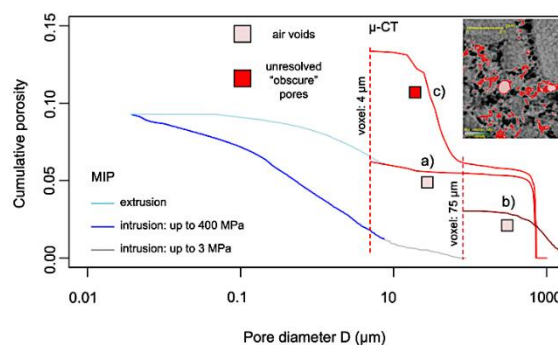 μ-CT
air voids
unresolved
"obscure"
pores
voxel: 4 μm
voxel: 75 μm
c)
a)
b)
MIP
extrusion
intrusion: up to 400 MPa
intrusion: up to 3 MPa
Cumulative porosity
0.15
0.10
0.05
0.00
0.01
0.1
10
1000
Pore diameter D (μm)